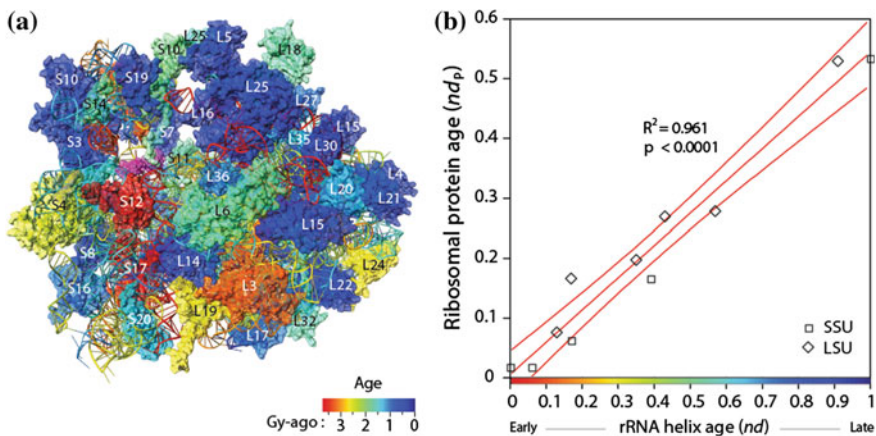 (a)
L25
L5
S10
L18
S10
S19
L25
S14
L16
L27
S3
S7
L35
L15
L30
S11
L36
L4
S4
S12
L20
L21
L6
L15
S8
L14
S17
L24
S16
L3
L22
L19
S20
L17
L32
Age
Gy-ago :
3 2 1 0
(b)
Ribosomal protein age (ndP)
0.6
0.5
0.4
0.3
0.2
0.1
0
R² = 0.961
p < 0.0001
SSU
LSU
0 0.1 0.2 0.3 0.4 0.5 0.6 0.7 0.8 0.9 1
Early rRNA helix age (nd) Late